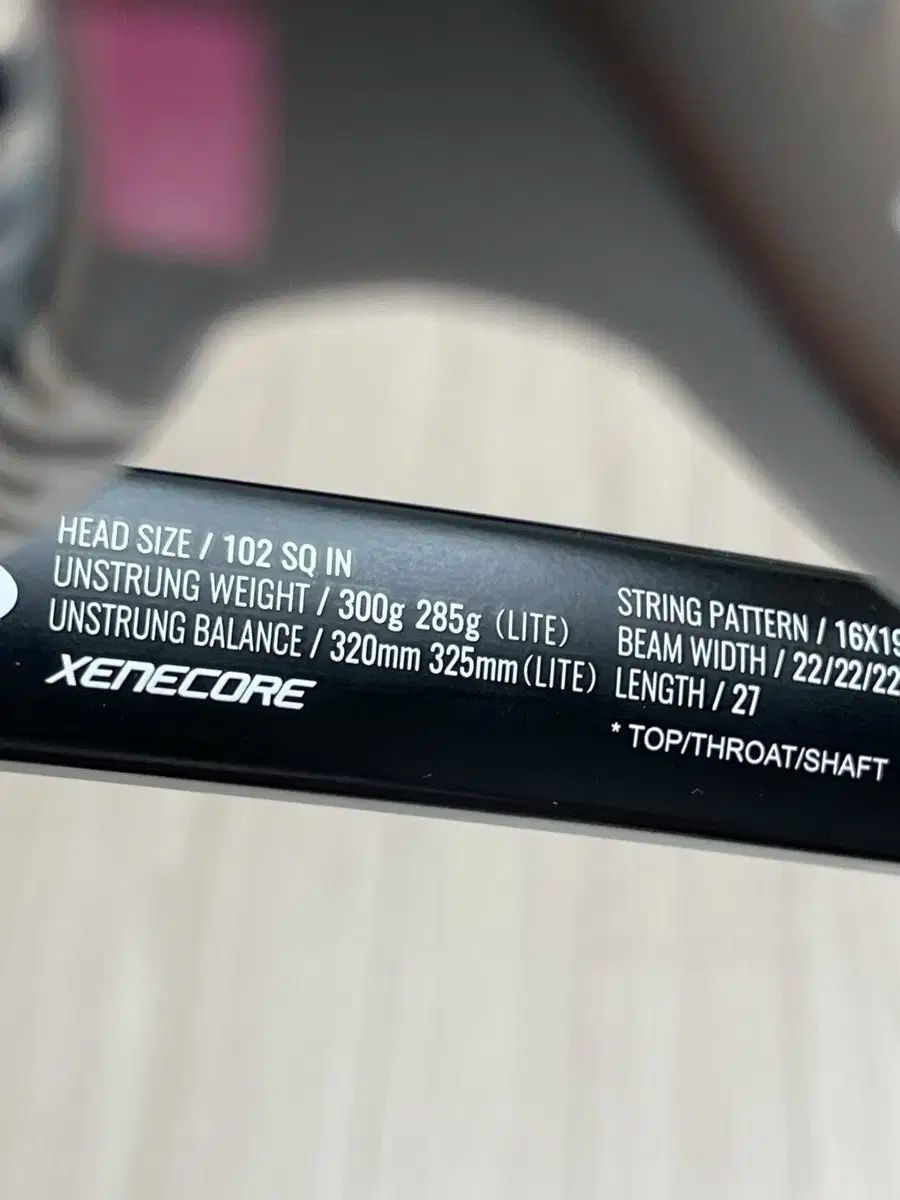 HEAD SIZE / 102 SQ IN
UNSTRUNG WEIGHT / 300g 285g (LITE)
UNSTRUNG BALANCE / 320mm 325mm (LITE)
XENECORE
STRING PATTERN / 16X19
BEAM WIDTH / 22/22/22
LENGTH / 27
* TOP/THROAT/SHAFT